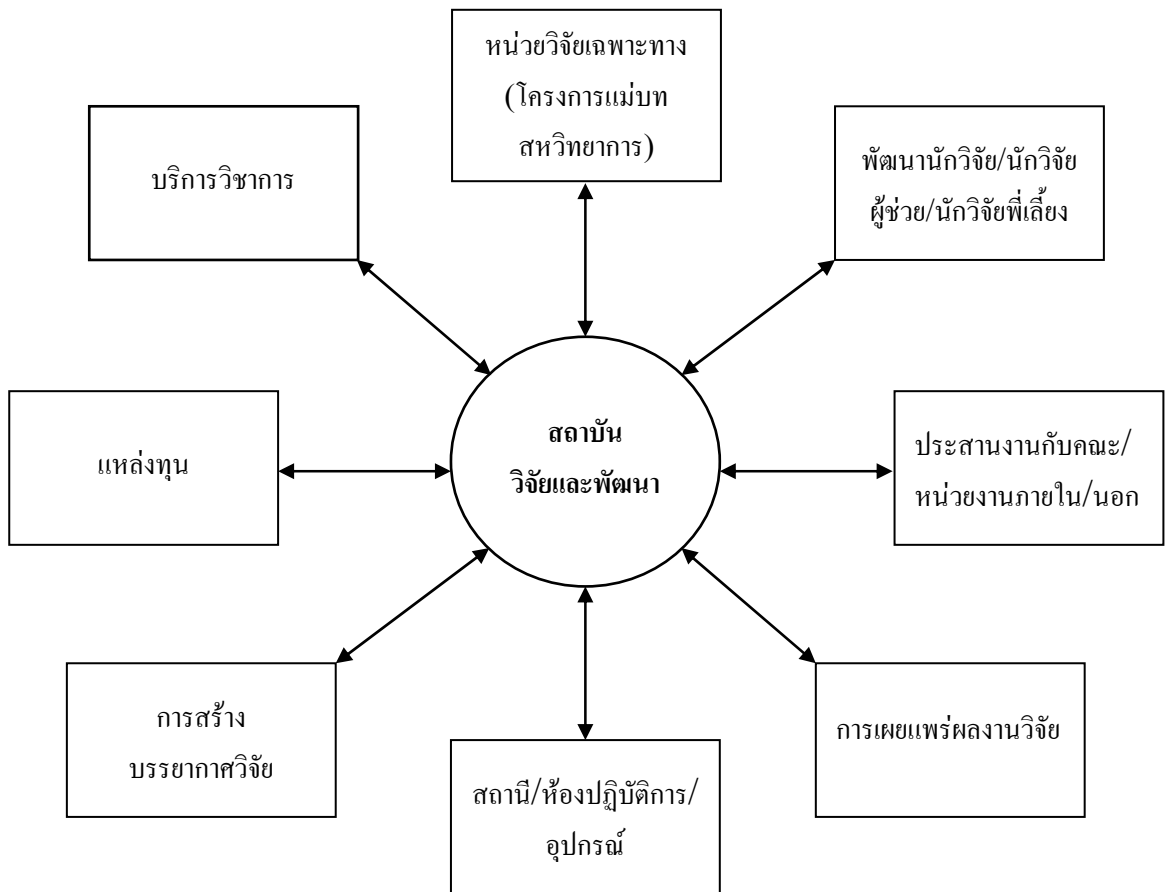 หน่วยวิจัยเฉพาะทาง
(โครงการแม่บท
สหวิทยาการ)
บริการวิชาการ
พัฒนานักวิจัย/นักวิจัย
ผู้ช่วย/นักวิจัยพี่เลี้ยง
แหล่งทุน
สถาบัน
วิจัยและพัฒนา
ประสานงานกับคณะ/
หน่วยงานภายใน/นอก
การสร้าง
บรรยากาศวิจัย
สถานี/ห้องปฏิบัติการ/
อุปกรณ์
การเผยแพร่ผลงานวิจัย